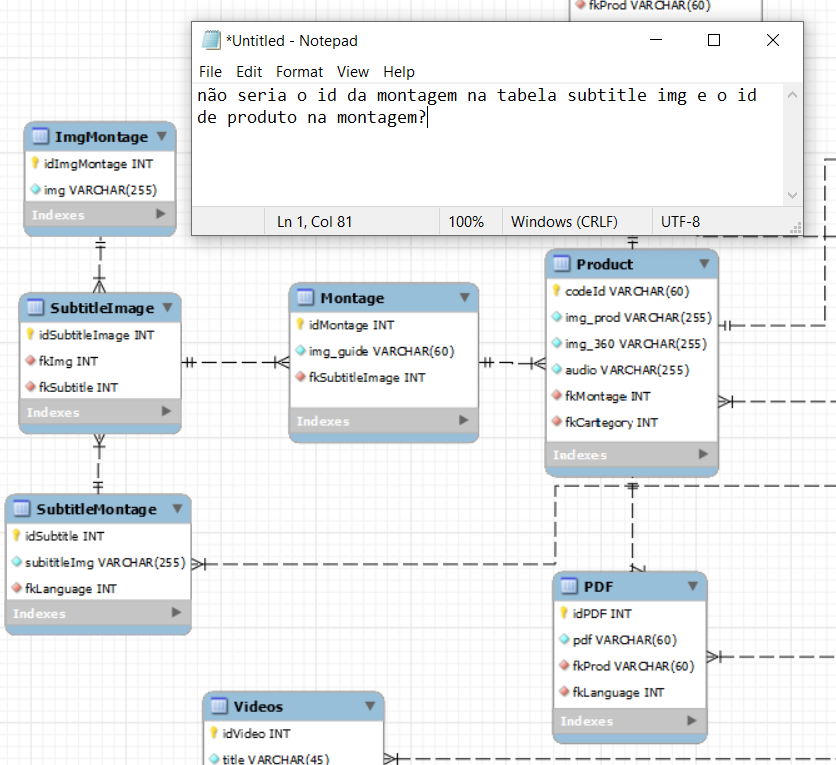 fkProd VARCHAR(60)
*Untitled - Notepad
File Edit Format View Help
não seria o id da montagem na tabela subtitle img e o id
de produto na montagem?
Ln 1, Col 81
100%
Windows (CRLF)
UTF-8
ImgMontage
idImgMontage INT
img VARCHAR(255)
Indexes
SubtitleImage
idSubtitleImage INT
fkImg INT
fkSubtitle INT
Indexes
Montage
idMontage INT
img_guide VARCHAR(60)
fkSubtitleImage INT
Indexes
Product
codeId VARCHAR(60)
img_prod VARCHAR(255)
img_360 VARCHAR(255)
audio VARCHAR(255)
fkMontage INT
fkCartegory INT
Indexes
SubtitleMontage
idSubtitle INT
subititleImg VARCHAR(255)
fkLanguage INT
Indexes
PDF
idPDF INT
pdf VARCHAR(60)
fkProd VARCHAR(60)
fkLanguage INT
Indexes
Videos
idVideo INT
title VARCHAR(45)